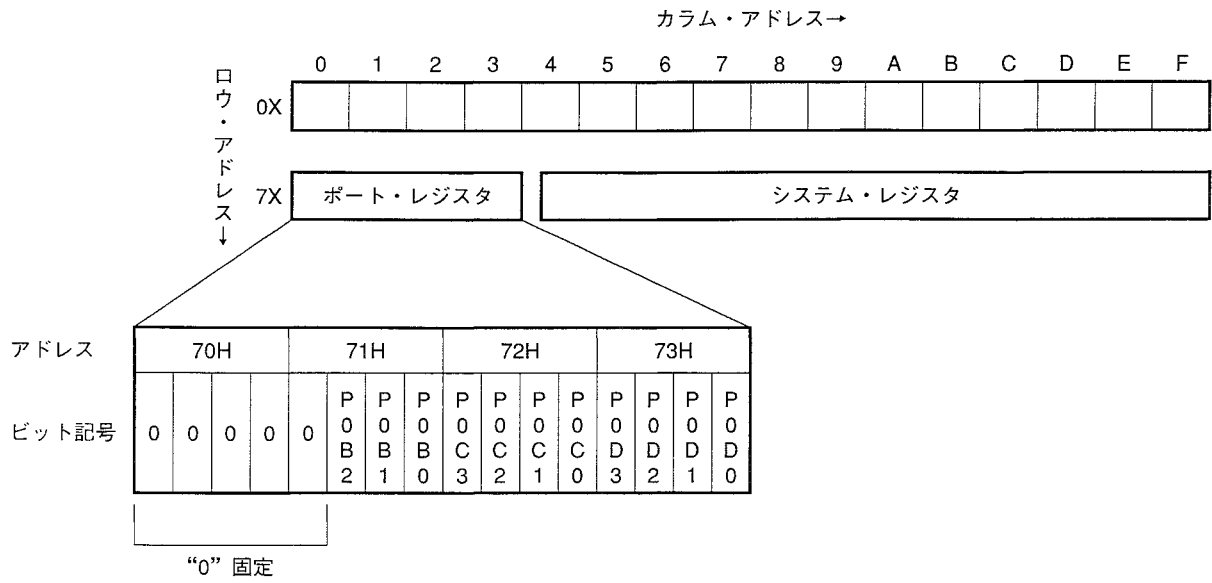 カラム・アドレス→
0 1 2 3 4 5 6 7 8 9 A B C D E F
ロウ・アドレス→
0X
7X ポート・レジスタ システム・レジスタ
アドレス 70H 71H 72H 73H
ビット記号 0 0 0 0 0 P0B2 P0B1 P0B0 P0C3 P0C2 P0C1 P0C0 P0D3 P0D2 P0D1 P0D0
“0” 固定